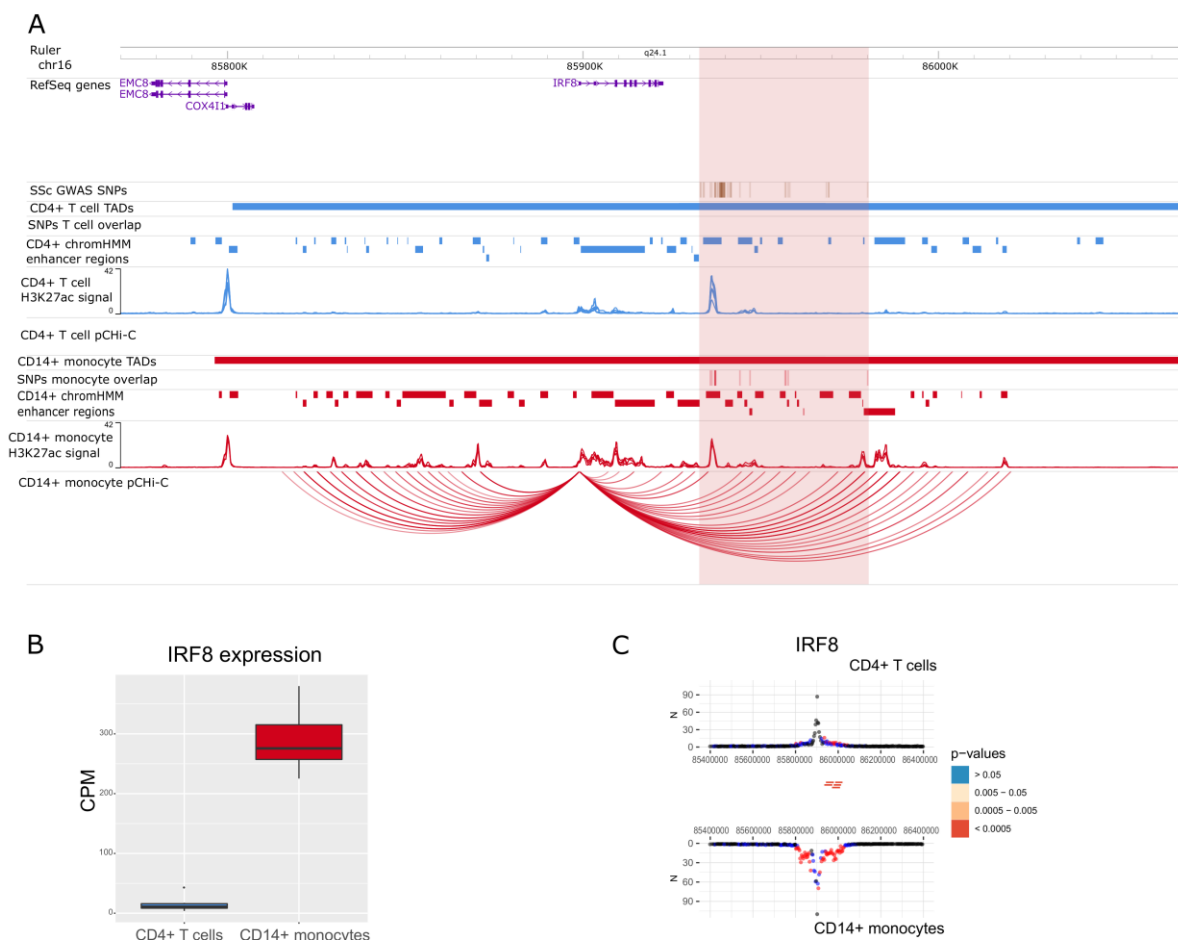 A
Ruler
chr16
q24.1
85800K 85900K 86000K
RefSeq genes
EMC8
EMC8
COX4I1
IRF8
SSc GWAS SNPs
CD4+ T cell TADs
SNPs T cell overlap
CD4+ chromHMM
enhancer regions
42
CD4+ T cell
H3K27ac signal
0
CD4+ T cell pCHi-C
CD14+ monocyte TADs
SNPs monocyte overlap
CD14+ chromHMM
enhancer regions
42
CD14+ monocyte
H3K27ac signal
0
CD14+ monocyte pCHi-C
B
IRF8 expression
CPM
300
200
100
0
CD4+ T cells CD14+ monocytes
C
IRF8
CD4+ T cells
N
90
60
30
0
85400000 85600000 85800000 86000000 86200000 86400000
p-values
> 0.05
0.005 - 0.05
0.0005 - 0.005
< 0.0005
85400000 85600000 85800000 86000000 86200000 86400000
N
0
30
60
90
CD14+ monocytes